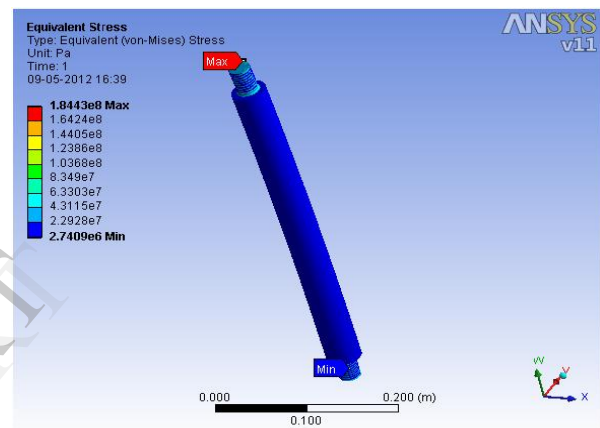 Equivalent Stress
Type: Equivalent (von-Mises) Stress
Unit: Pa
Time: 1
09-05-2012 16:39
1.8443e8 Max
1.6424e8
1.4405e8
1.2386e8
1.0368e8
8.349e7
6.3303e7
4.3115e7
2.2928e7
2.7409e6 Min
ANSYS
v11
Max
Min
0.000
0.200 (m)
0.100
X